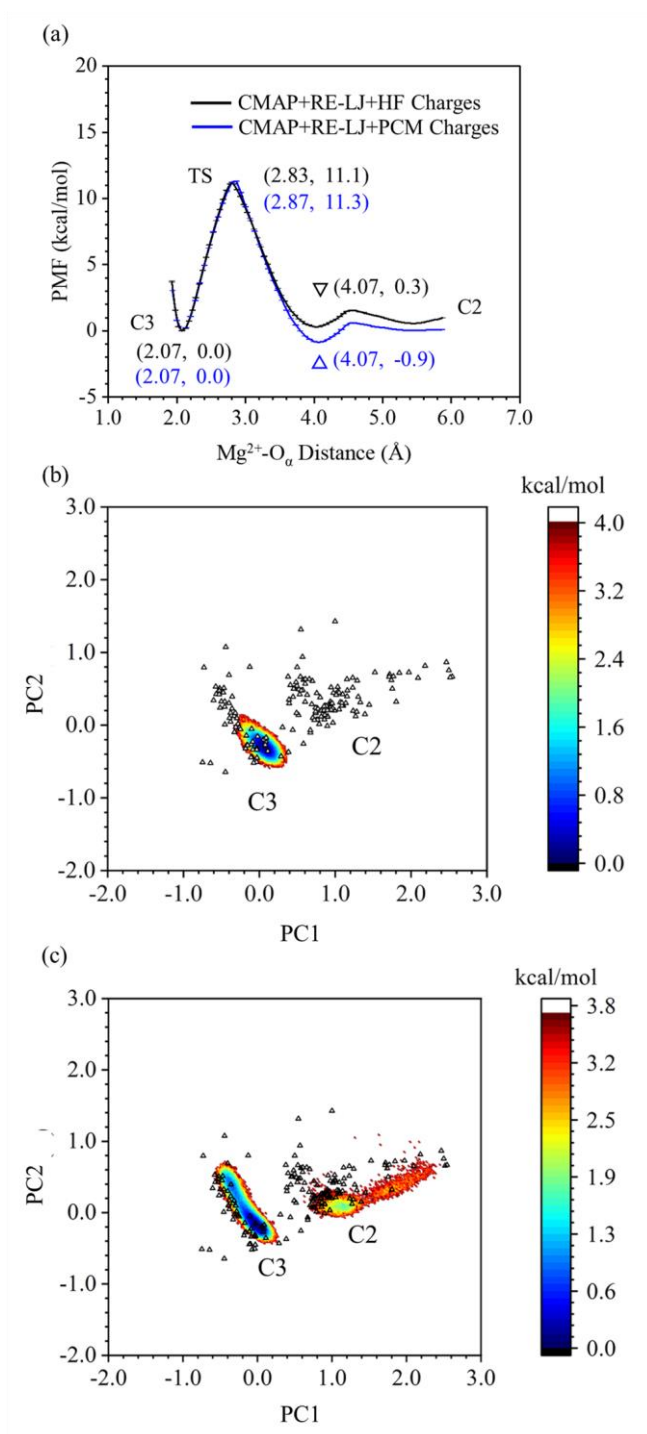 (a)
20
15
10
5
0
-5
PMF (kcal/mol)
CMAP+RE-LJ+HF Charges
CMAP+RE-LJ+PCM Charges
TS
(2.83, 11.1)
(2.87, 11.3)
(4.07, 0.3)
C2
C3
(2.07, 0.0)
(2.07, 0.0)
(4.07, -0.9)
1.0 2.0 3.0 4.0 5.0 6.0 7.0
Mg²⁺-Oα Distance (Å)
(b)
kcal/mol
3.0
2.0
1.0
0.0
-1.0
-2.0
PC2
C2
C3
-2.0 -1.0 0.0 1.0 2.0 3.0
PC1
4.0
3.2
2.4
1.6
0.8
0.0
(c)
kcal/mol
3.0
2.0
1.0
0.0
-1.0
-2.0
PC2
C2
C3
-2.0 -1.0 0.0 1.0 2.0 3.0
PC1
3.8
3.2
2.5
1.9
1.3
0.6
0.0